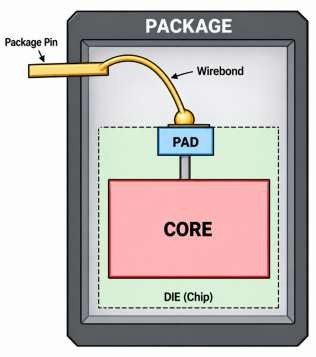 PACKAGE
Package Pin
Wirebond
PAD
CORE
DIE (Chip)